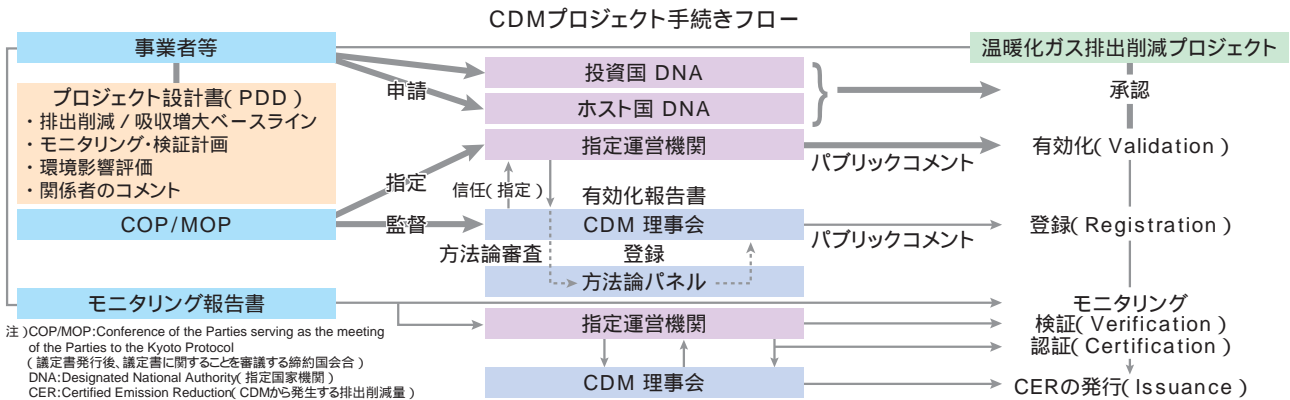 CDMプロジェクト手続きフロー
事業者等
温暖化ガス排出削減プロジェクト
プロジェクト設計書(PDD)
・排出削減/吸収増大ベースライン
・モニタリング・検証計画
・環境影響評価
・関係者のコメント
申請
投資国 DNA
ホスト国 DNA
承認
指定運営機関
パブリックコメント
有効化(Validation)
指定
信任(指定)
有効化報告書
COP/MOP
監督
CDM 理事会
パブリックコメント
登録(Registration)
方法論審査
登録
方法論パネル
モニタリング報告書
モニタリング
指定運営機関
検証(Verification)
認証(Certification)
CDM 理事会
CERの発行(Issuance)
注)COP/MOP:Conference of the Parties serving as the meeting
of the Parties to the Kyoto Protocol
(議定書発行後、議定書に関することを審議する締約国会合)
DNA:Designated National Authority(指定国家機関)
CER:Certified Emission Reduction(CDMから発生する排出削減量)